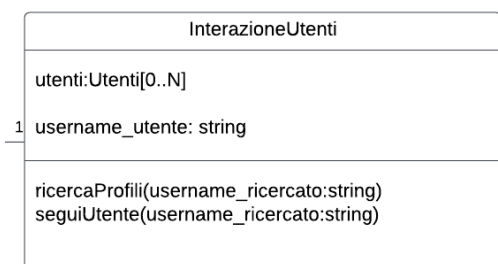 InterazioneUtenti
utenti:Utenti[0..N]
1
username_utente: string
ricercaProfili(username_ricercato:string)
seguiUtente(username_ricercato:string)